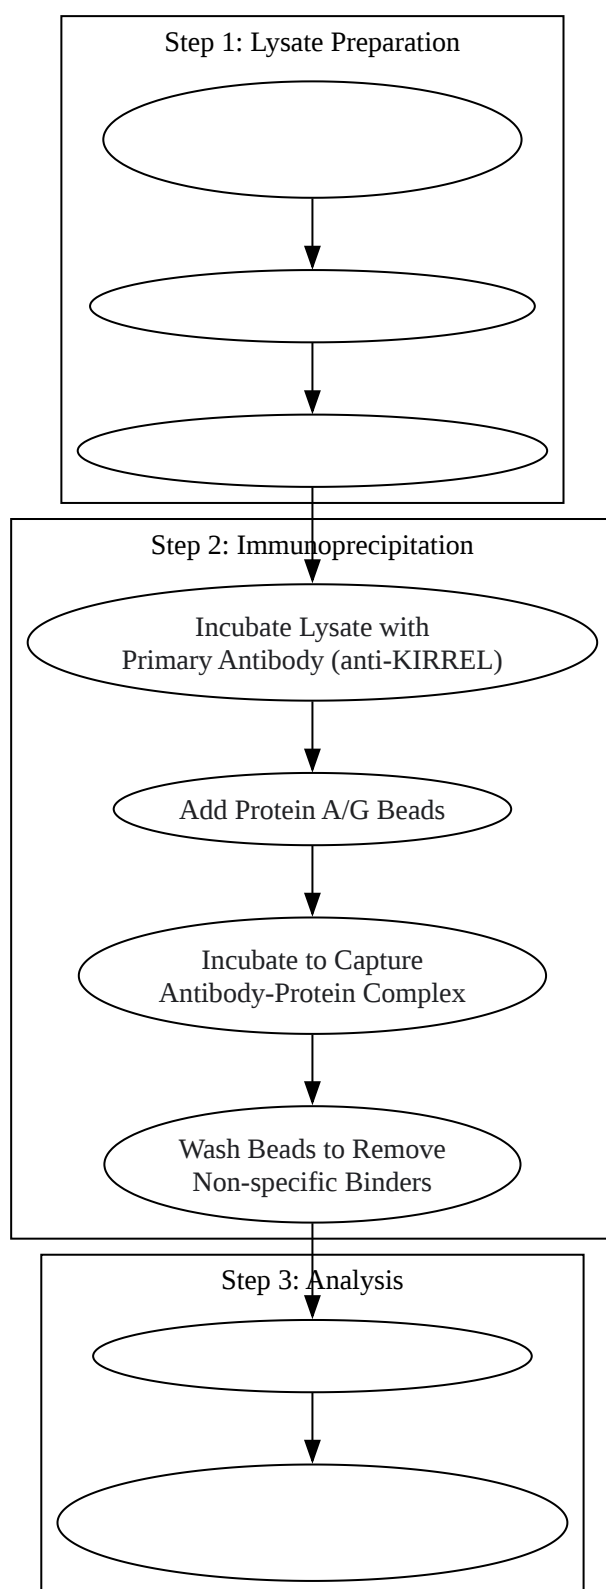 Step 1: Lysate Preparation
Step 2: Immunoprecipitation
Incubate Lysate with
Primary Antibody (anti-KIRREL)
Add Protein A/G Beads
Incubate to Capture
Antibody-Protein Complex
Wash Beads to Remove
Non-specific Binders
Step 3: Analysis